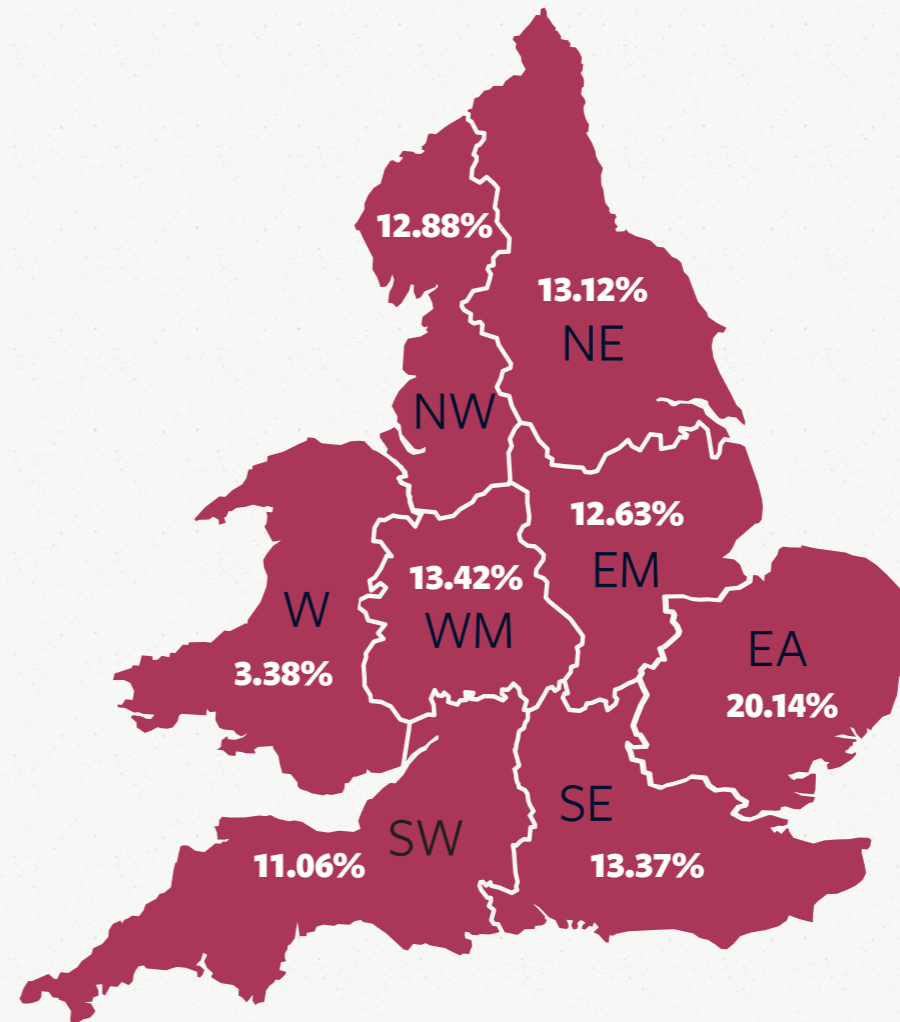 12.88%
13.12%
NE
NW
12.63%
EM
13.42%
WM
W
3.38%
EA
20.14%
SE
13.37%
SW
11.06%